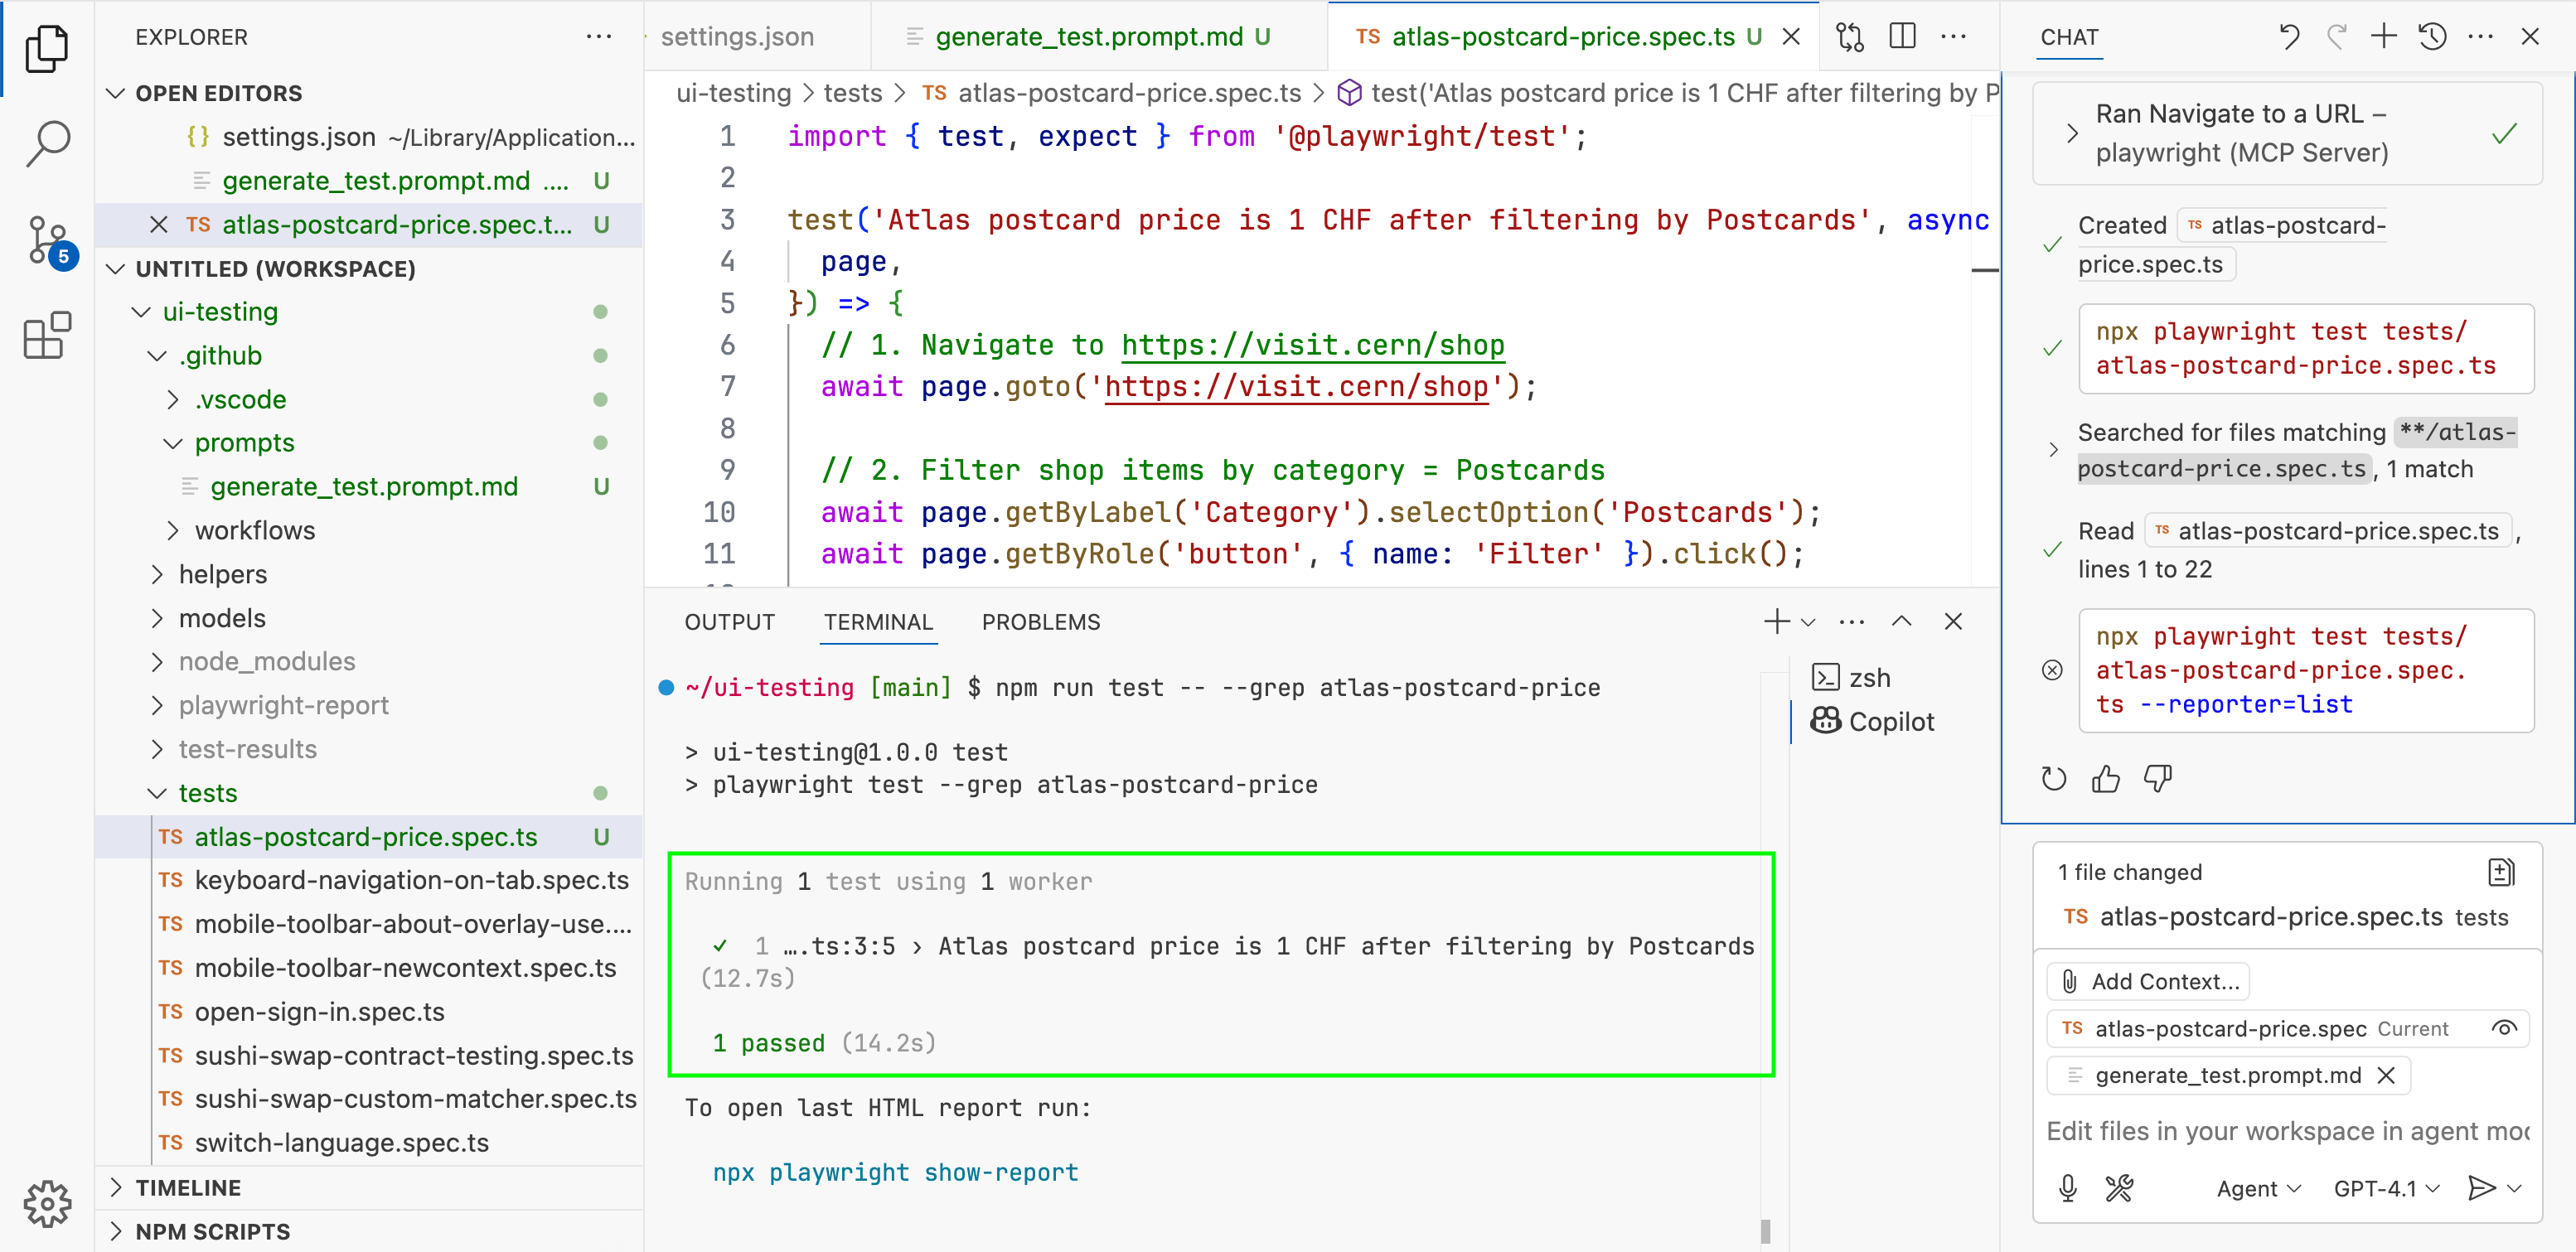 EXPLORER
OPEN EDITORS
{} settings.json ~/Library/Application...
generate_test.prompt.md .... U
TS atlas-postcard-price.spec.t... U
5
UNTITLED (WORKSPACE)
ui-testing
.github
.vscode
prompts
generate_test.prompt.md U
workflows
helpers
models
node_modules
playwright-report
test-results
tests
TS atlas-postcard-price.spec.ts U
TS keyboard-navigation-on-tab.spec.ts
TS mobile-toolbar-about-overlay-use....
TS mobile-toolbar-newcontext.spec.ts
TS open-sign-in.spec.ts
TS sushi-swap-contract-testing.spec.ts
TS sushi-swap-custom-matcher.spec.ts
TS switch-language.spec.ts
TIMELINE
NPM SCRIPTS
settings.json
generate_test.prompt.md U
TS atlas-postcard-price.spec.ts U
ui-testing > tests > TS atlas-postcard-price.spec.ts > test('Atlas postcard price is 1 CHF after filtering by P
1 import { test, expect } from '@playwright/test';
2
3 test('Atlas postcard price is 1 CHF after filtering by Postcards', async
4 page,
5 }) => {
6 // 1. Navigate to https://visit.cern/shop
7 await page.goto('https://visit.cern/shop');
8
9 // 2. Filter shop items by category = Postcards
10 await page.getByLabel('Category').selectOption('Postcards');
11 await page.getByRole('button', { name: 'Filter' }).click();
OUTPUT TERMINAL PROBLEMS
~/ui-testing [main] $ npm run test -- --grep atlas-postcard-price
> ui-testing@1.0.0 test
> playwright test --grep atlas-postcard-price
Running 1 test using 1 worker
✓ 1 ….ts:3:5 › Atlas postcard price is 1 CHF after filtering by Postcards
(12.7s)
1 passed (14.2s)
To open last HTML report run:
npx playwright show-report
zsh
Copilot
CHAT
Ran Navigate to a URL –
playwright (MCP Server)
Created TS atlas-postcard-
price.spec.ts
npx playwright test tests/
atlas-postcard-price.spec.ts
Searched for files matching **/atlas-
postcard-price.spec.ts, 1 match
Read TS atlas-postcard-price.spec.ts ,
lines 1 to 22
npx playwright test tests/
atlas-postcard-price.spec.
ts --reporter=list
1 file changed
TS atlas-postcard-price.spec.ts tests
Add Context...
TS atlas-postcard-price.spec Current
generate_test.prompt.md
Edit files in your workspace in agent
Agent GPT-4.1